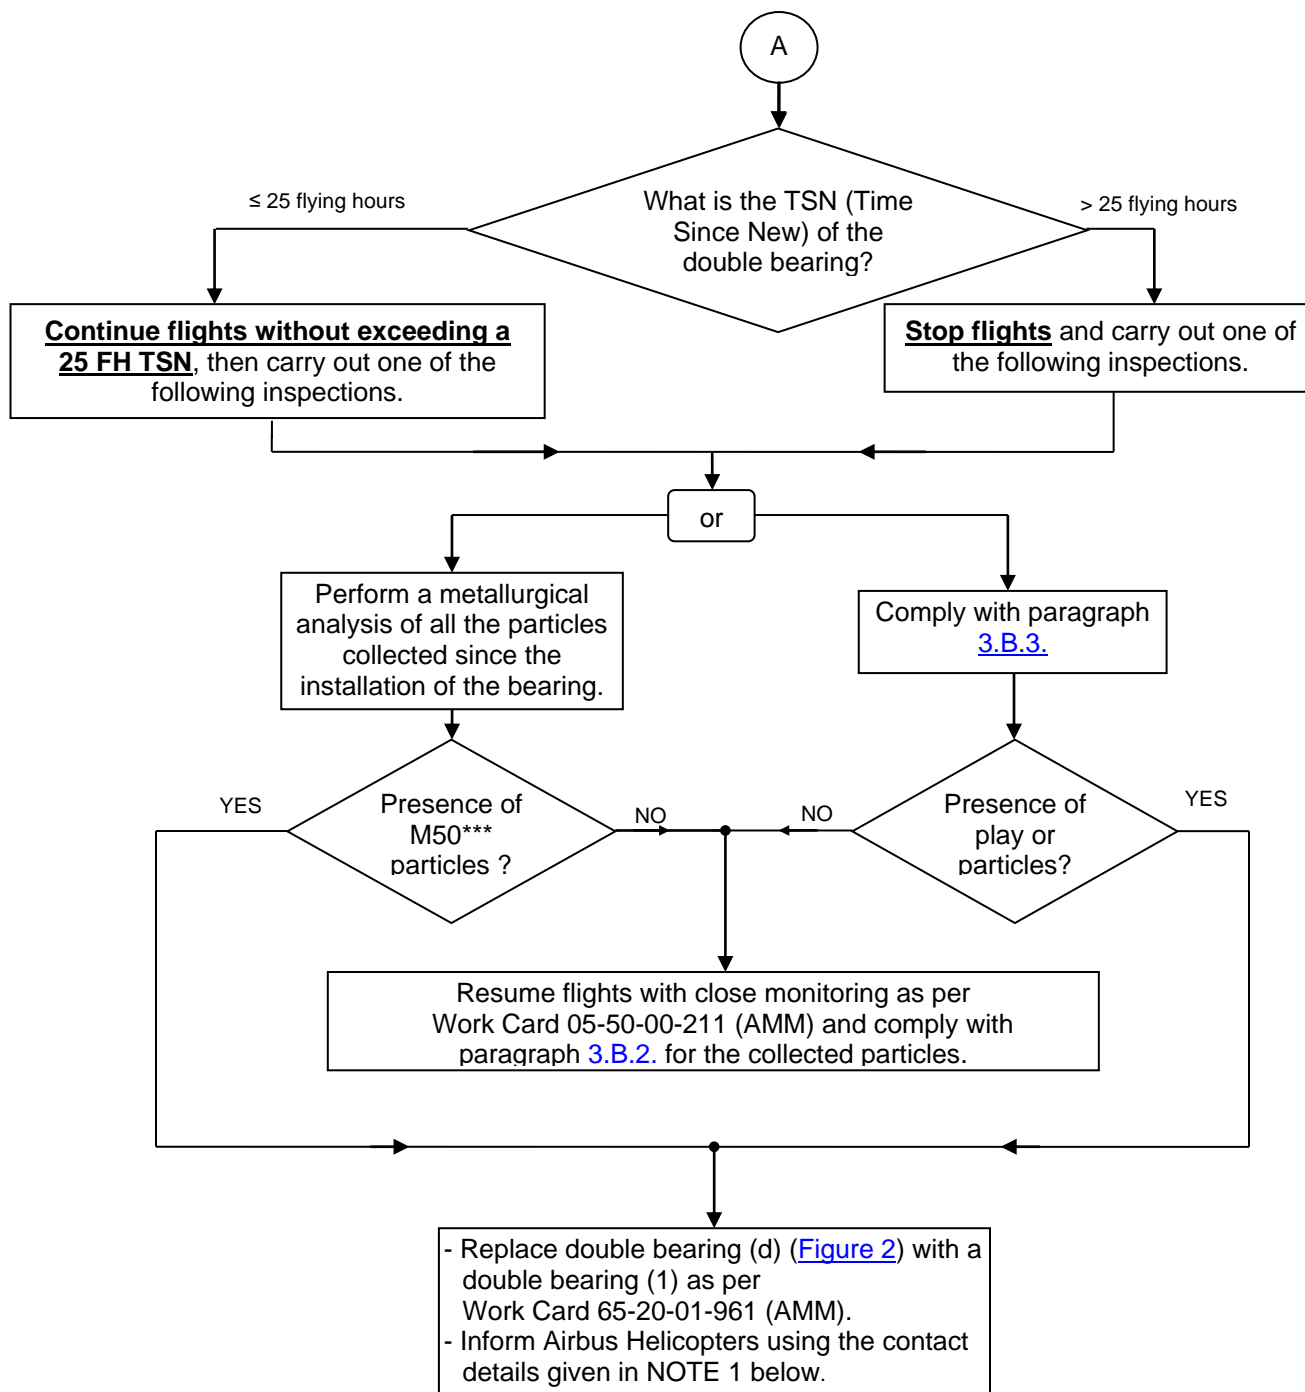 A
What is the TSN (Time
Since New) of the
double bearing?
≤ 25 flying hours
> 25 flying hours
Continue flights without exceeding a
25 FH TSN, then carry out one of the
following inspections.
Stop flights and carry out one of
the following inspections.
or
Perform a metallurgical
analysis of all the particles
collected since the
installation of the bearing.
Comply with paragraph
3.B.3.
YES
Presence of
M50***
particles ?
NO
NO
Presence of
play or
particles?
YES
Resume flights with close monitoring as per
Work Card 05-50-00-211 (AMM) and comply with
paragraph 3.B.2. for the collected particles.
- Replace double bearing (d) (Figure 2) with a
double bearing (1) as per
Work Card 65-20-01-961 (AMM).
- Inform Airbus Helicopters using the contact
details given in NOTE 1 below.